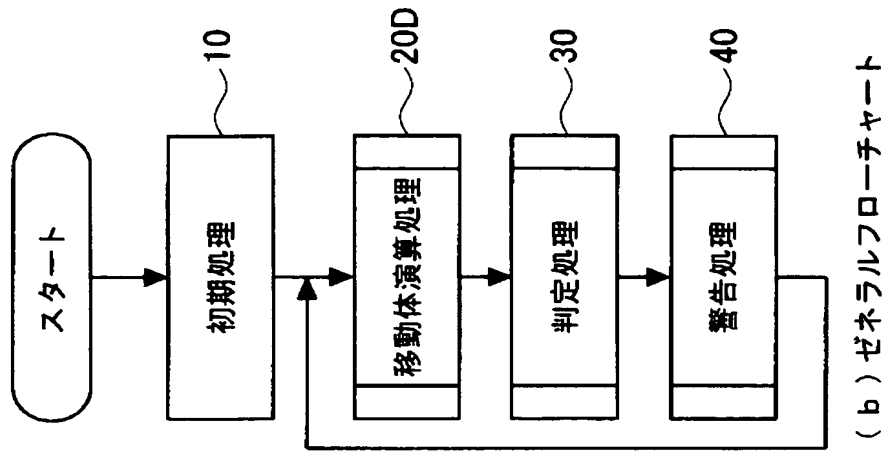 スタート
初期処理
10
移動体演算処理
20D
判定処理
30
警告処理
40
(b)ゼネラルフローチャート